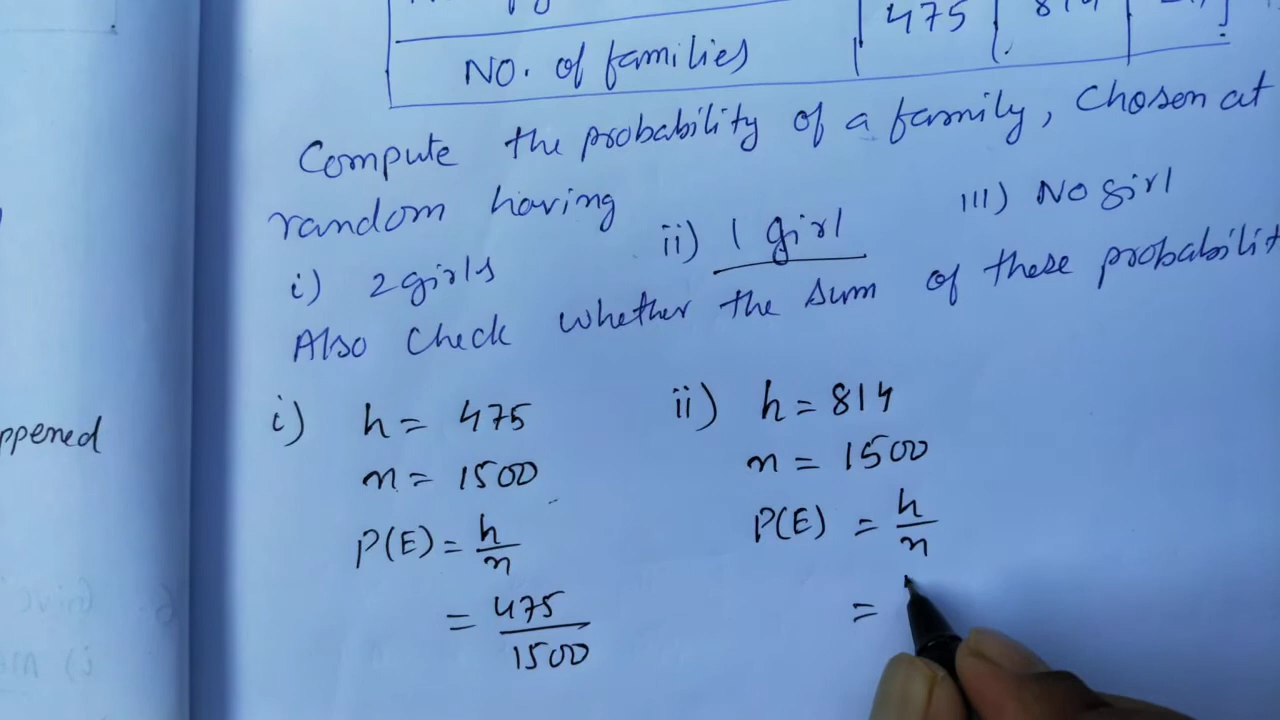 475 814
No. of families
Compute the probability of a family, chosen at
random having
i) 2 girls ii) 1 girl III) No girl
Also check whether the sum of these
i) h = 475
n = 1500
P(E) = h/n
= 475/1500
ii) h = 814
n = 1500
P(E) = h/n
=
ppened